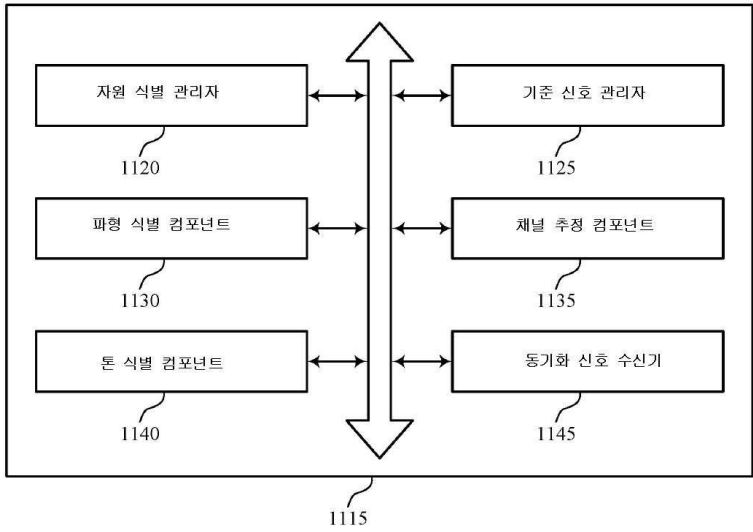 자원 식별 관리자
기준 신호 관리자
1120
1125
파형 식별 컴포넌트
채널 추정 컴포넌트
1130
1135
톤 식별 컴포넌트
동기화 신호 수신기
1140
1145
1115